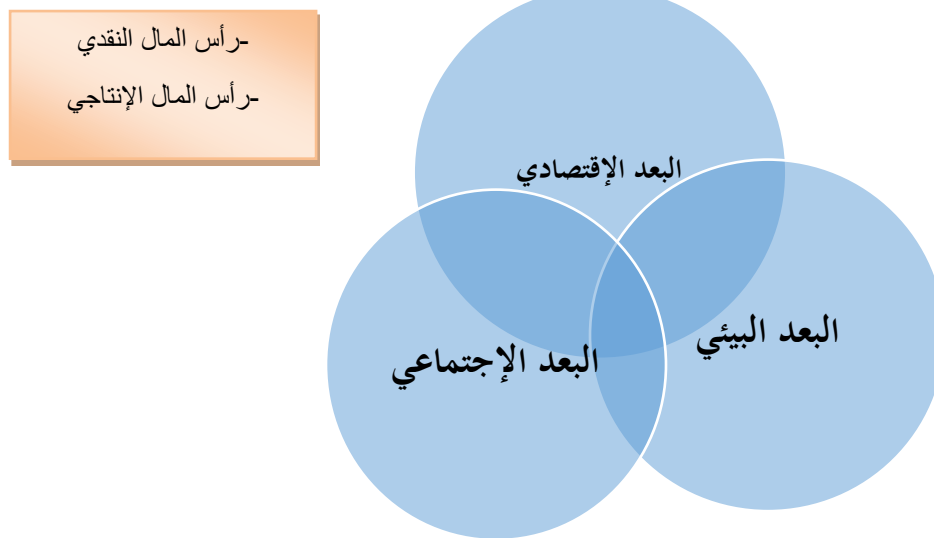 -رأس المال النقدي
-رأس المال الإنتاجي
البعد الإقتصادي
البعد البيئي
البعد الإجتماعي